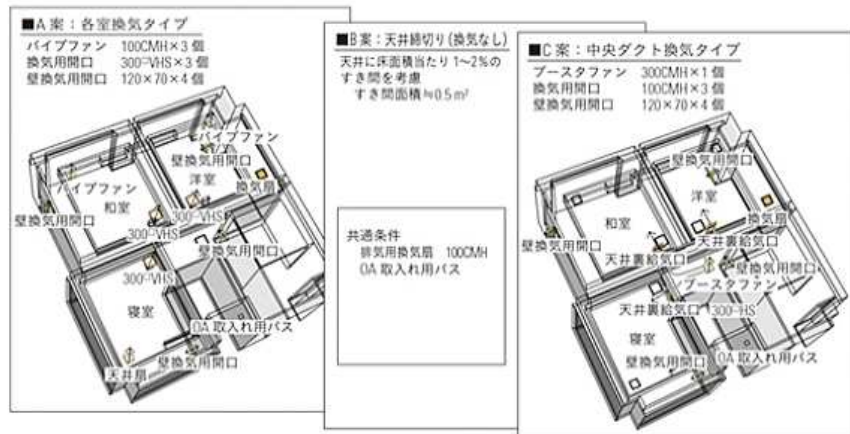 ■A案：各室換気タイプ
パイプファン 100CMH×3個
換気用開口 300□VHS×3個
壁換気用開口 120×70×4個
パイプファン
壁換気用開口
洋室
換気扇
パイプファン
和室
壁換気用開口
300□VHS
300□VHS
壁換気用開口
300□VHS
寝室
OA取入れ用パス
壁換気用開口
天井扇
■B案：天井締切り(換気なし)
天井に床面積当たり1～2%の
すき間を考慮
すき間面積≒0.5m²
共通条件
排気用換気扇 100CMH
OA取入れ用パス
■C案：中央ダクト換気タイプ
ブースタファン 300CMH×1個
換気用開口 100CMH×3個
壁換気用開口 120×70×4個
壁換気用開口
洋室
和室
換気扇
壁換気用開口
天井裏給気口
天井裏給気口
壁換気用開口
ブースタファン
天井裏給気口
300□HS
寝室
OA取入れ用パス
壁換気用開口